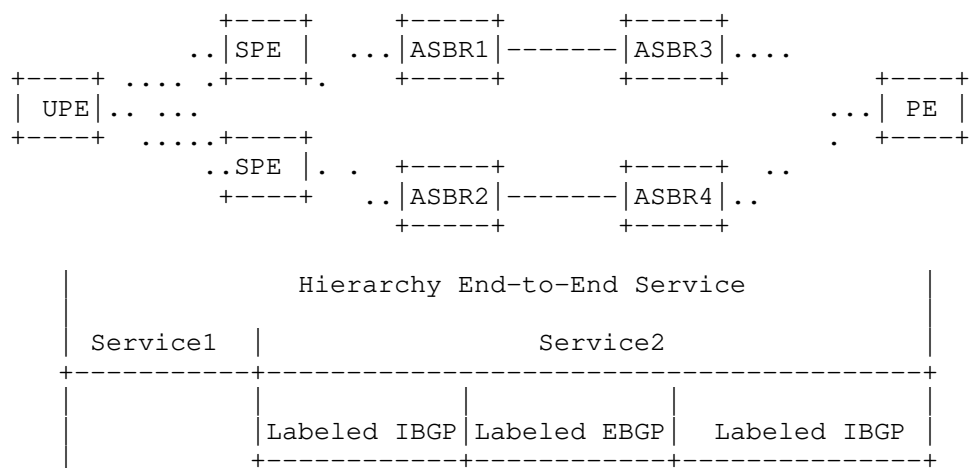 SPE ASBR1 ASBR3
UPE PE
SPE
ASBR2 ASBR4
Hierarchy End-to-End Service
Service1 Service2
Labeled IBGP Labeled EBGP Labeled IBGP